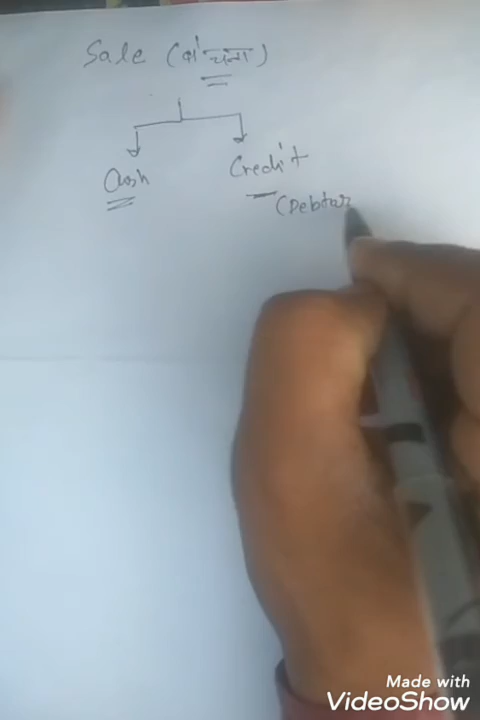 Sale (बेचना)
Cash Credit
(Debtor
Made with
VideoShow